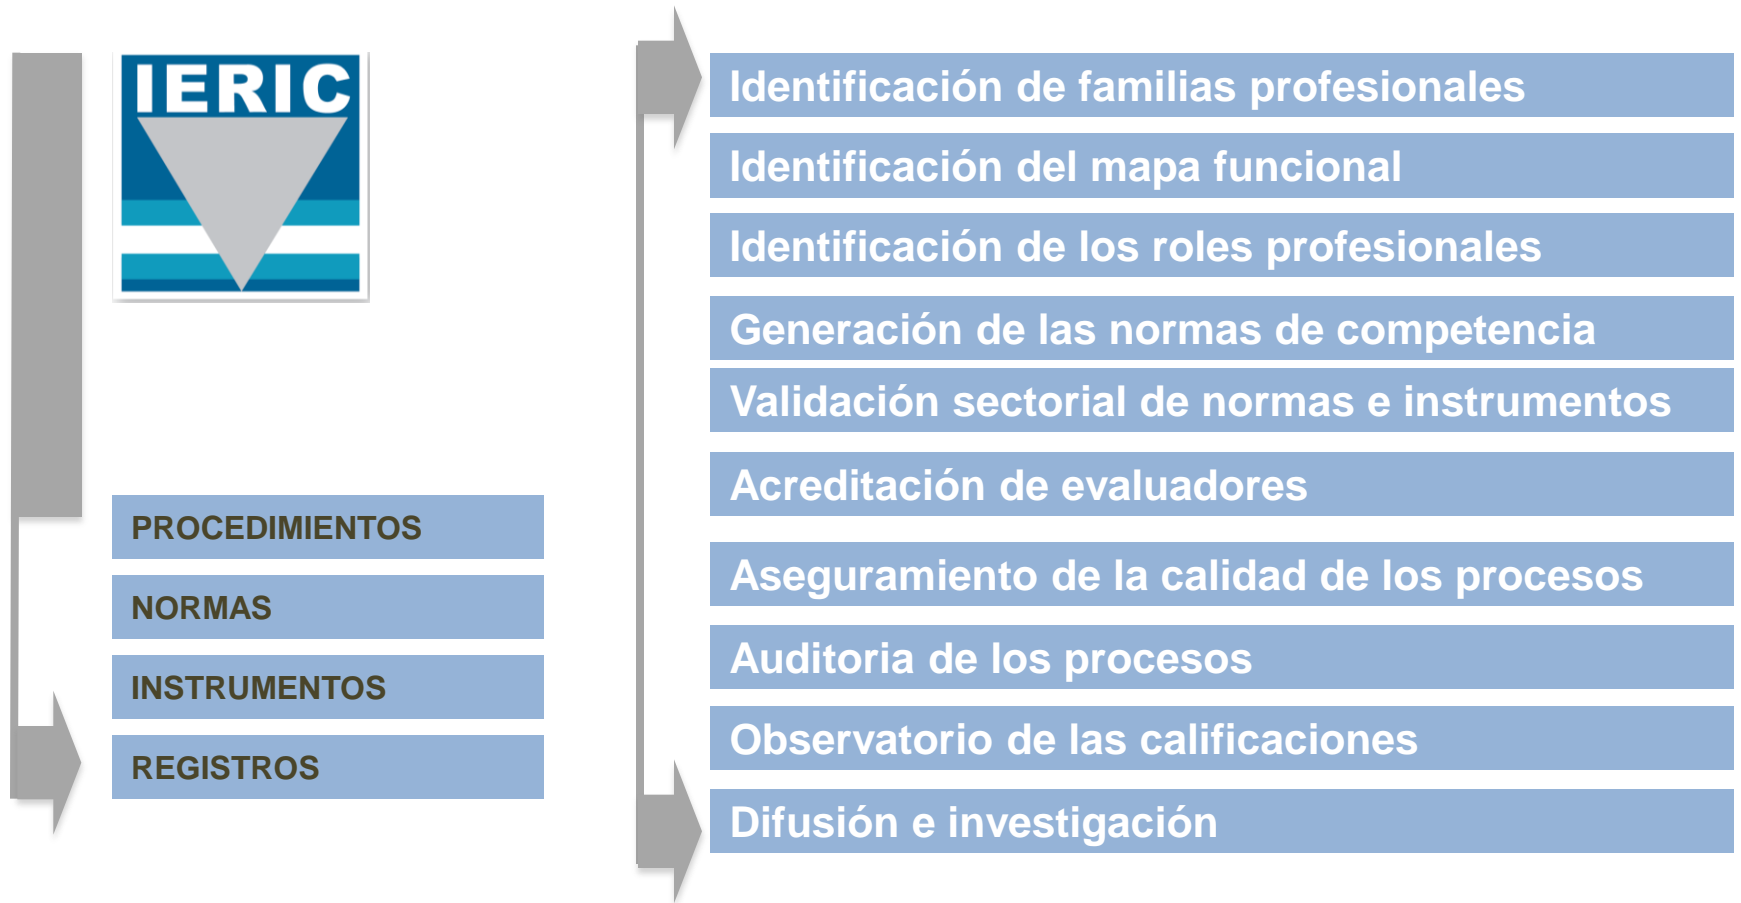 IERIC
PROCEDIMIENTOS
NORMAS
INSTRUMENTOS
REGISTROS
Identificación de familias profesionales
Identificación del mapa funcional
Identificación de los roles profesionales
Generación de las normas de competencia
Validación sectorial de normas e instrumentos
Acreditación de evaluadores
Aseguramiento de la calidad de los procesos
Auditoria de los procesos
Observatorio de las calificaciones
Difusión e investigación